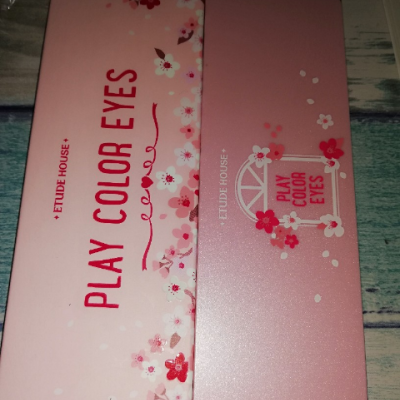 + ETUDE HOUSE +
PLAY COLOR EYES
+ ETUDE HOUSE +
PLAY
COLOR
EYES